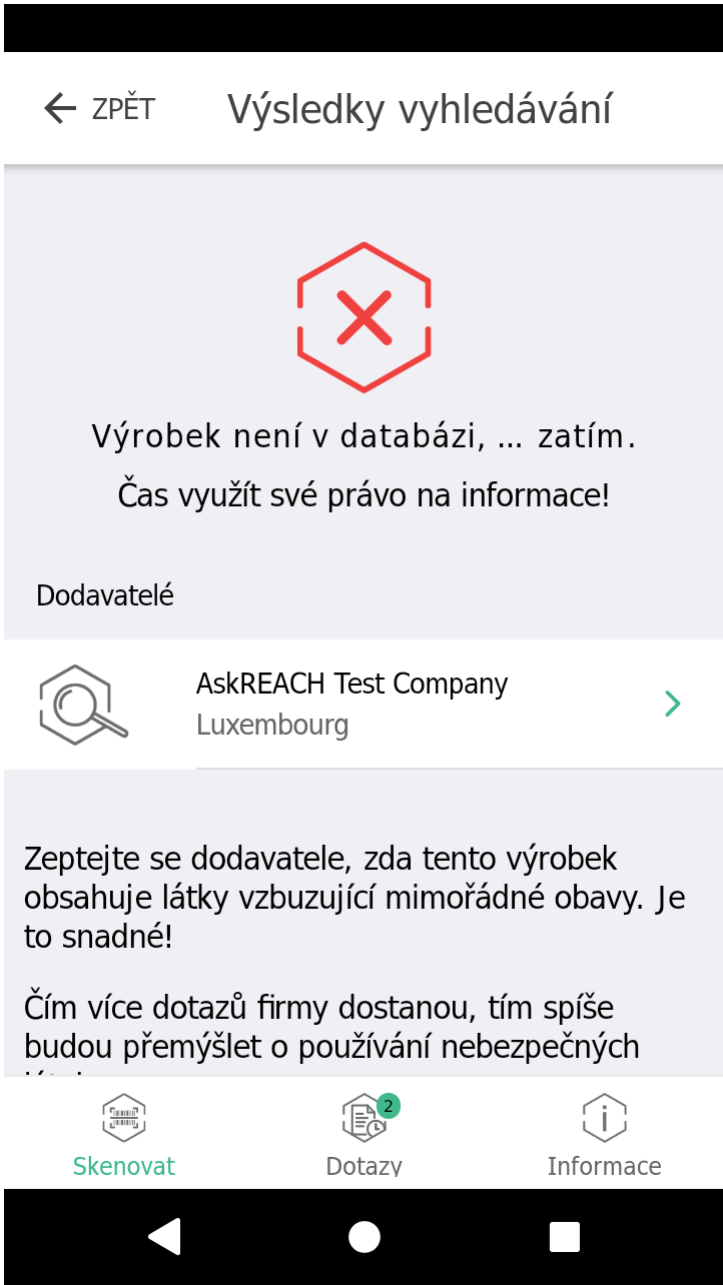 ZPĚT
Výsledky vyhledávání
Výrobek není v databázi, ... zatím.
Čas využít své právo na informace!
Dodavatelé
AskREACH Test Company
Luxembourg
Zeptejte se dodavatele, zda tento výrobek
obsahuje látky vzbuzující mimořádné obavy. Je
to snadné!
Čím více dotazů firmy dostanou, tím spíše
budou přemýšlet o používání nebezpečných
2
Skenovat
Dotazy
Informace